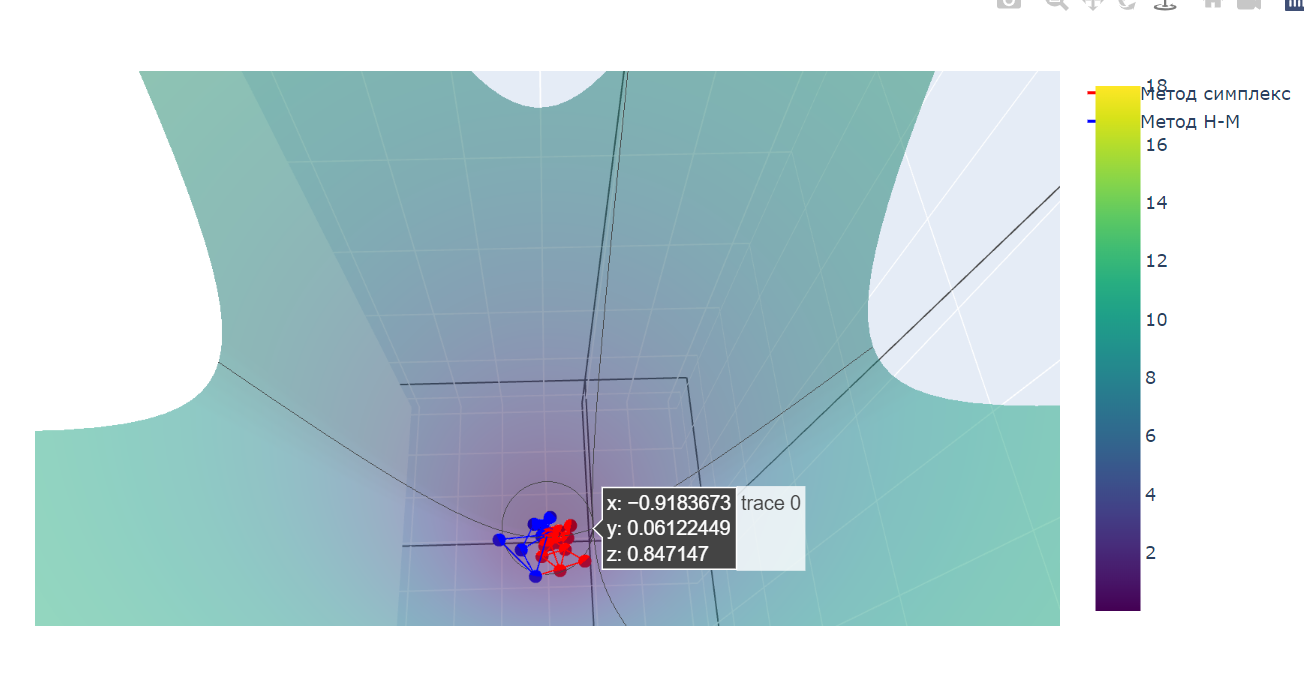 18
Метод симплекс
Метод Н-М
16
14
12
10
8
6
4
2
x: −0.9183673
y: 0.06122449
z: 0.847147
trace 0